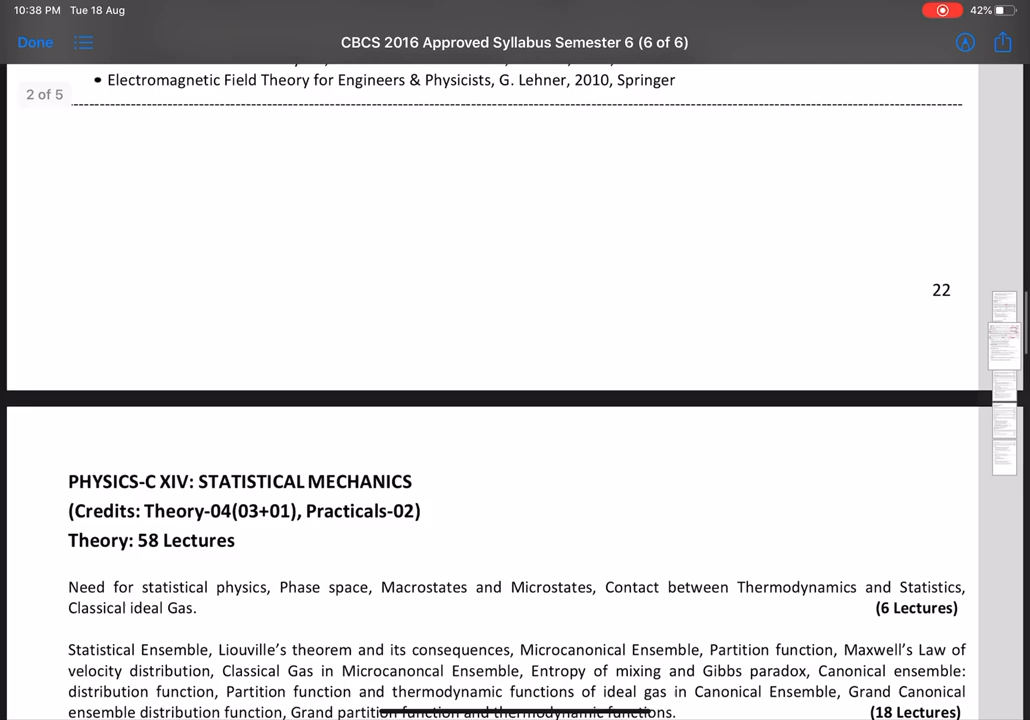 10:38 PM Tue 18 Aug
42%
Done
CBCS 2016 Approved Syllabus Semester 6 (6 of 6)
• Electromagnetic Field Theory for Engineers & Physicists, G. Lehner, 2010, Springer
2 of 5
22
PHYSICS-C XIV: STATISTICAL MECHANICS
(Credits: Theory-04(03+01), Practicals-02)
Theory: 58 Lectures
Need for statistical physics, Phase space, Macrostates and Microstates, Contact between Thermodynamics and Statistics,
Classical ideal Gas. (6 Lectures)
Statistical Ensemble, Liouville's theorem and its consequences, Microcanonical Ensemble, Partition function, Maxwell's Law of
velocity distribution, Classical Gas in Microcanoncal Ensemble, Entropy of mixing and Gibbs paradox, Canonical ensemble:
distribution function, Partition function and thermodynamic functions of ideal gas in Canonical Ensemble, Grand Canonical
ensemble distribution function, Grand partition function and thermodynamic functions. (18 Lectures)